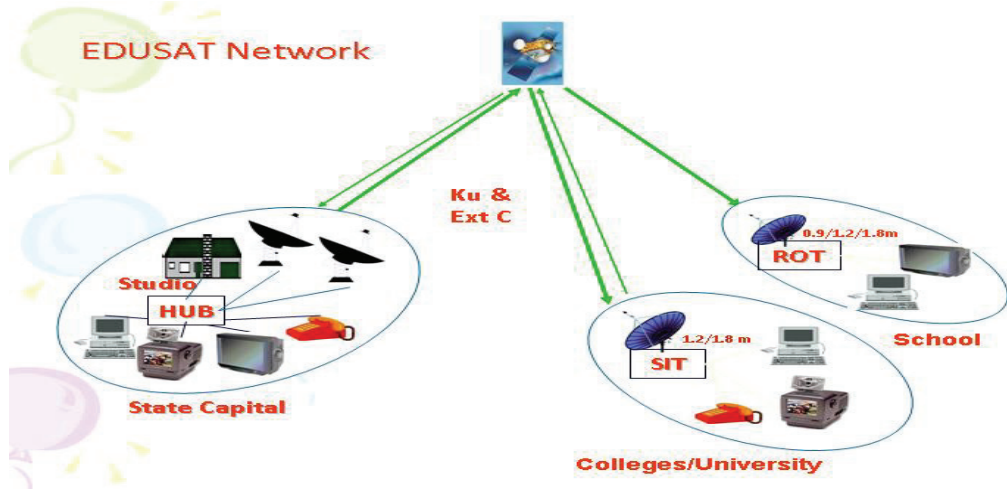 EDUSAT Network
Ku &
Ext C
0.9/1.2/1.8m
ROT
School
Studio
HUB
State Capital
1.2/1.8 m
SIT
Colleges/University